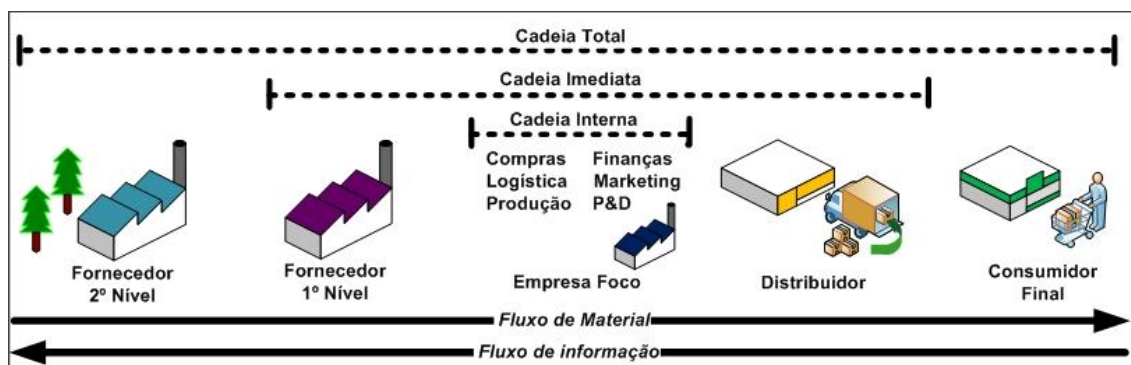 Cadeia Total
Cadeia Imediata
Cadeia Interna
Compras Finanças
Logística Marketing
Produção P&D
Fornecedor
2º Nível
Fornecedor
1º Nível
Empresa Foco
Distribuidor
Consumidor
Final
Fluxo de Material
Fluxo de informação